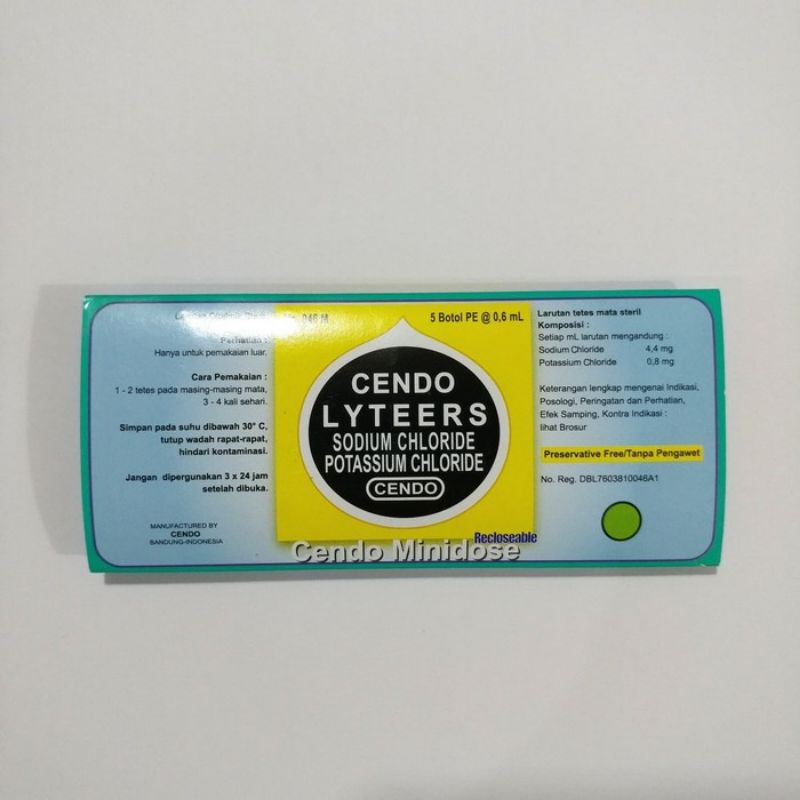 Perhatian :
Hanya untuk pemakaian luar.
Cara Pemakaian :
1 - 2 tetes pada masing-masing mata,
3 - 4 kali sehari.
Simpan pada suhu dibawah 30° C,
tutup wadah rapat-rapat,
hindari kontaminasi.
Jangan dipergunakan 3 x 24 jam
setelah dibuka.
MANUFACTURED BY
CENDO
BANDUNG-INDONESIA
046 M
5 Botol PE @ 0,6 mL
CENDO
LYTEERS
SODIUM CHLORIDE
POTASSIUM CHLORIDE
CENDO
Recloseable
Cendo Minidose
Larutan tetes mata steril
Komposisi :
Setiap mL larutan mengandung :
Sodium Chloride 4,4 mg
Potassium Chloride 0,8 mg
Keterangan lengkap mengenai Indikasi,
Posologi, Peringatan dan Perhatian,
Efek Samping, Kontra Indikasi :
lihat Brosur
Preservative Free/Tanpa Pengawet
No. Reg. DBL7603810046A1